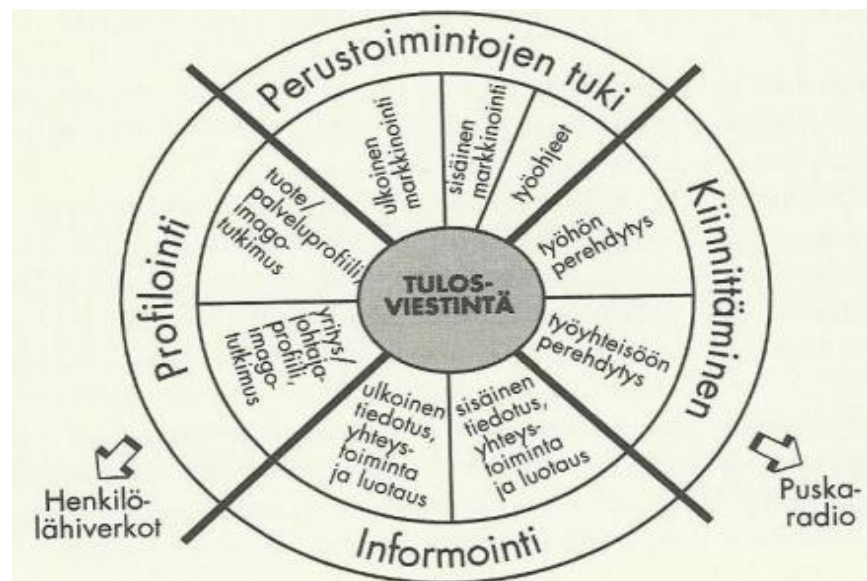 Perustoimintojen tuki
ulkoinen
markkinointi
sisäinen
markkinointi
työohjeet
Kiinnittäminen
työhön
perehdytys
työyhteisöön
perehdytys
Informointi
sisäinen
tiedotus,
yhteys-
toiminta
ja luotaus
ulkoinen
tiedotus,
yhteys-
toiminta
ja luotaus
Profilointi
yritys/
johtaja-
profiili,
imago-
tutkimus
tuote/
palveluprofiili,
imago-
tutkimus
TULOS-
VIESTINTÄ
Henkilö-
lähiverkot
Puska-
radio